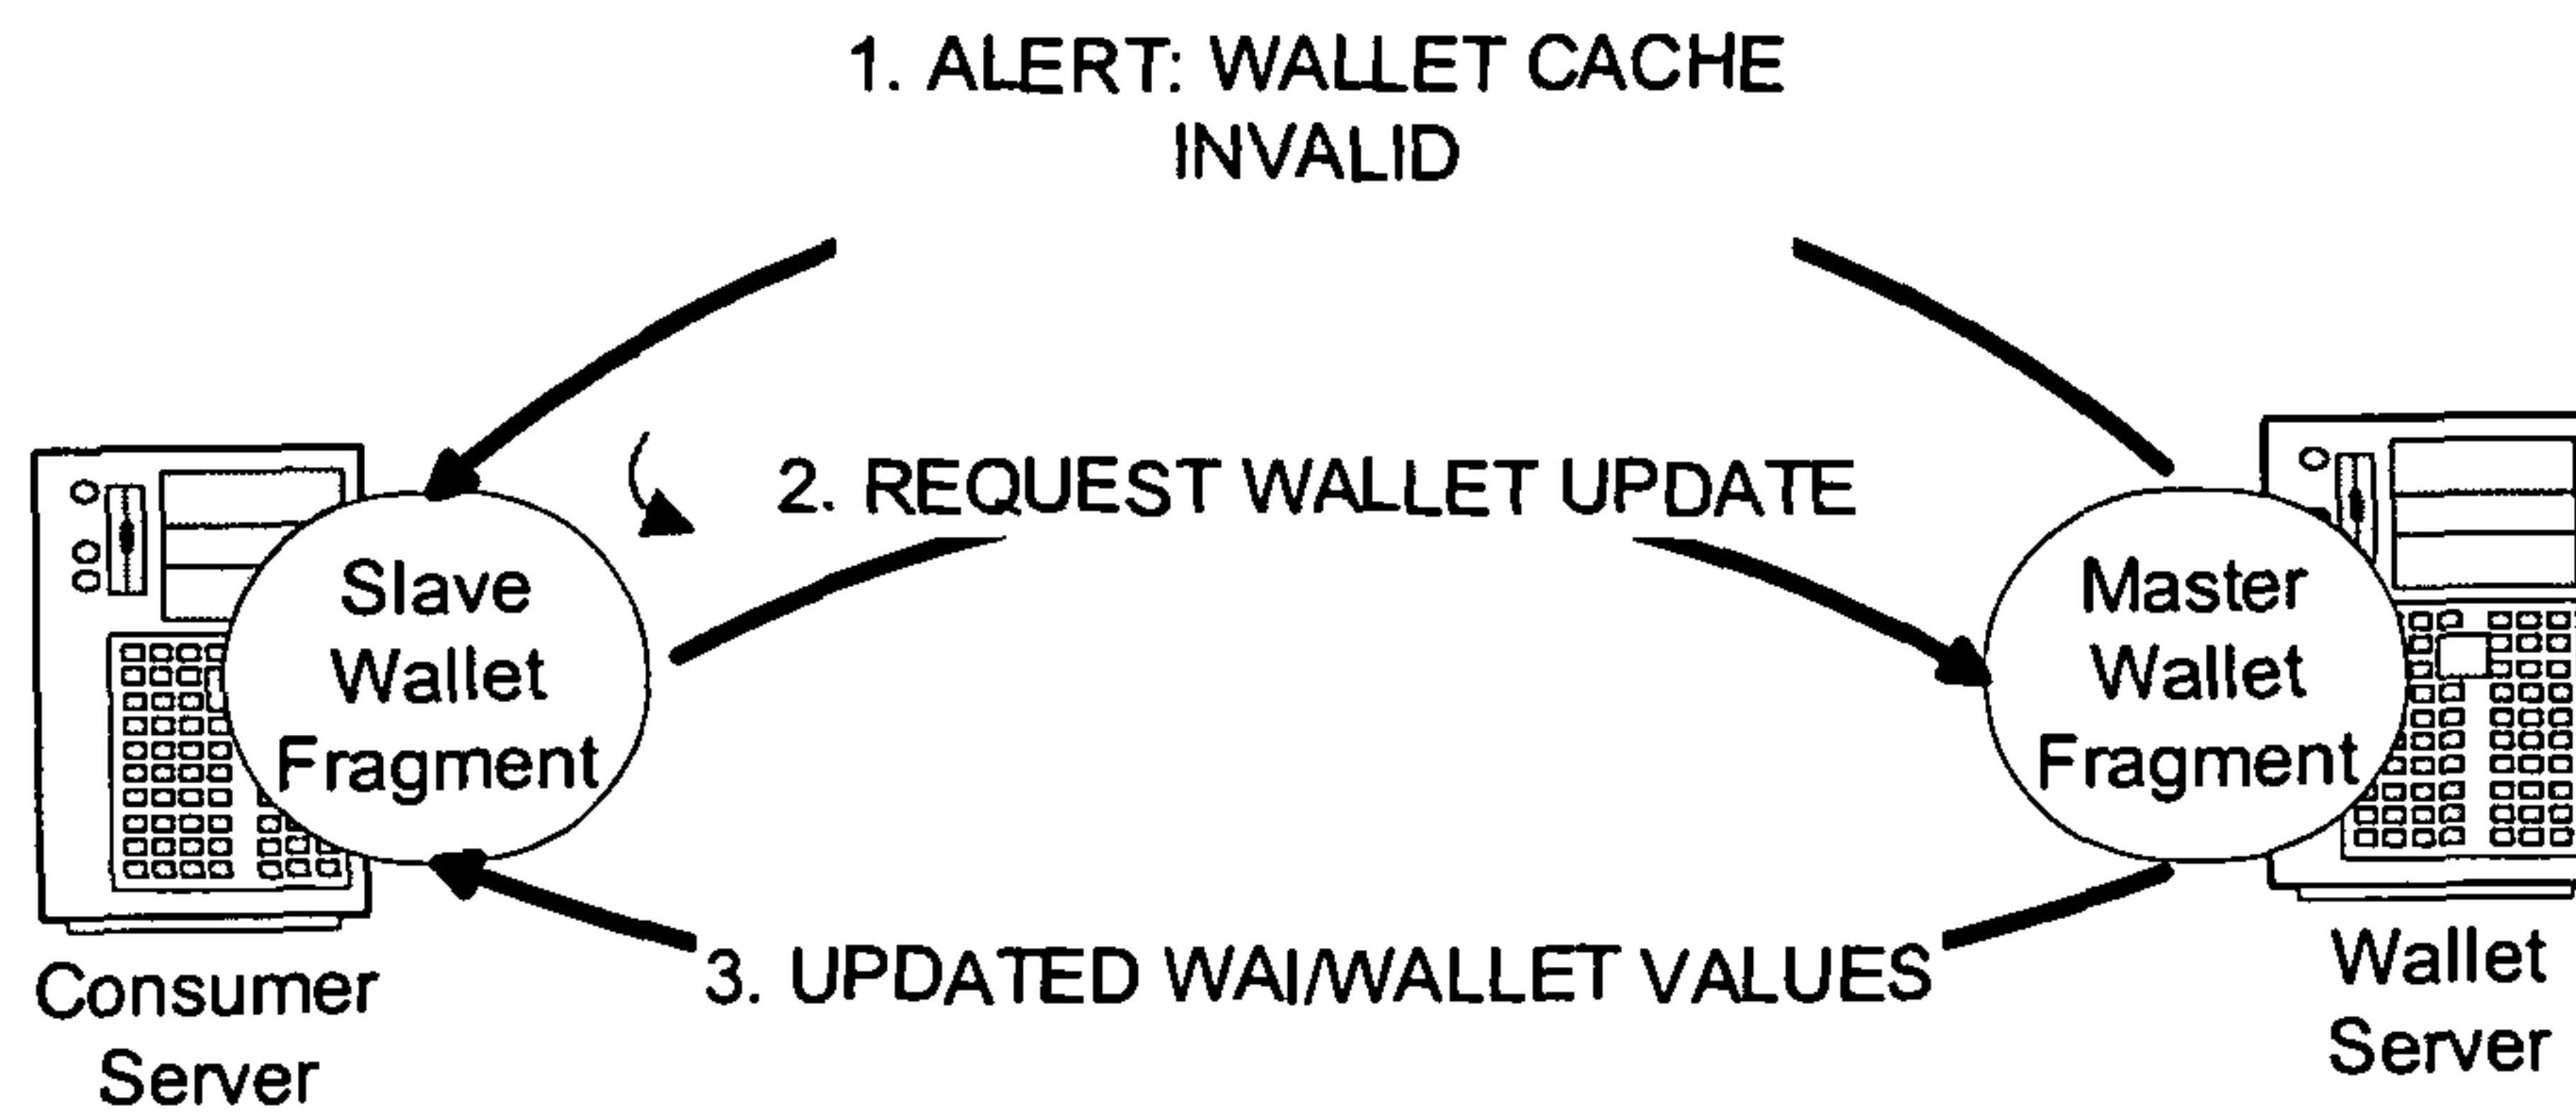 1. ALERT: WALLET CACHE
INVALID
2. REQUEST WALLET UPDATE
Slave
Wallet
Fragment
Master
Wallet
Fragment
3. UPDATED WAI/WALLET VALUES
Consumer
Server
Wallet
Server